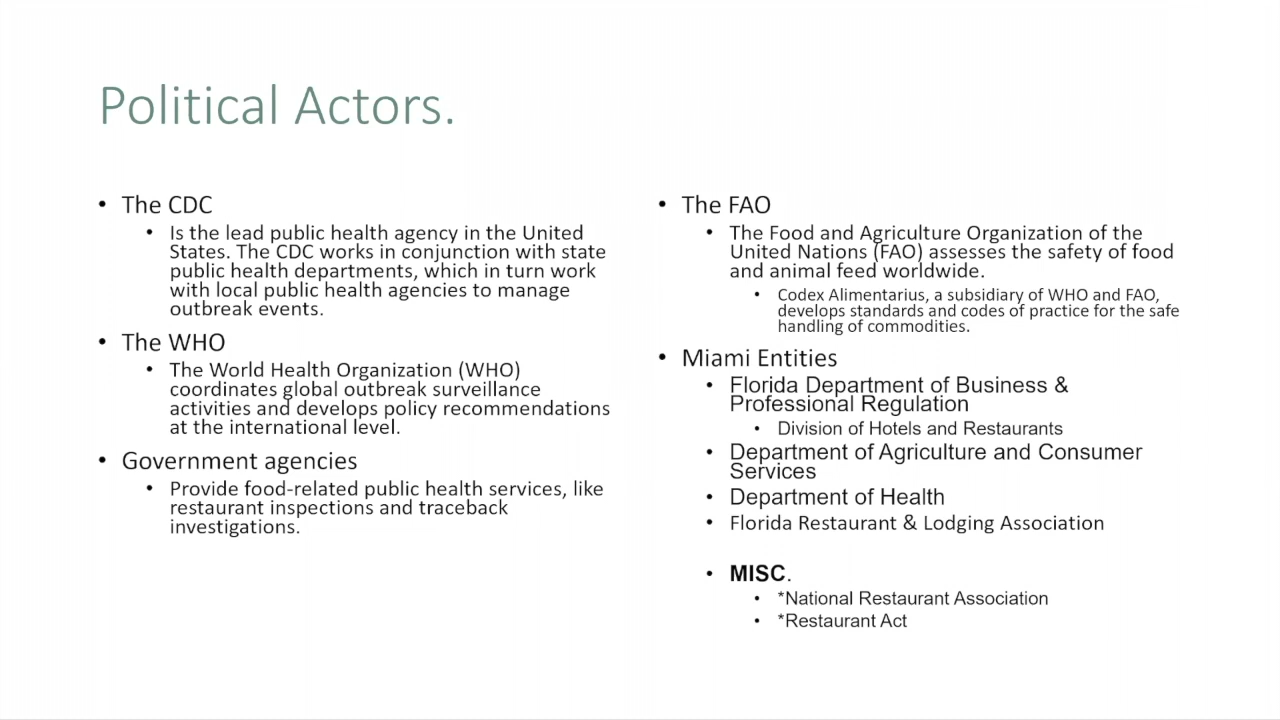 Political Actors.
• The CDC
• Is the lead public health agency in the United
States. The CDC works in conjunction with state
public health departments, which in turn work
with local public health agencies to manage
outbreak events.
• The WHO
• The World Health Organization (WHO)
coordinates global outbreak surveillance
activities and develops policy recommendations
at the international level.
• Government agencies
• Provide food-related public health services, like
restaurant inspections and traceback
investigations.
• The FAO
• The Food and Agriculture Organization of the
United Nations (FAO) assesses the safety of food
and animal feed worldwide.
• Codex Alimentarius, a subsidiary of WHO and FAO,
develops standards and codes of practice for the safe
handling of commodities.
• Miami Entities
• Florida Department of Business &
Professional Regulation
• Division of Hotels and Restaurants
• Department of Agriculture and Consumer
Services
• Department of Health
• Florida Restaurant & Lodging Association
• MISC.
• *National Restaurant Association
• *Restaurant Act